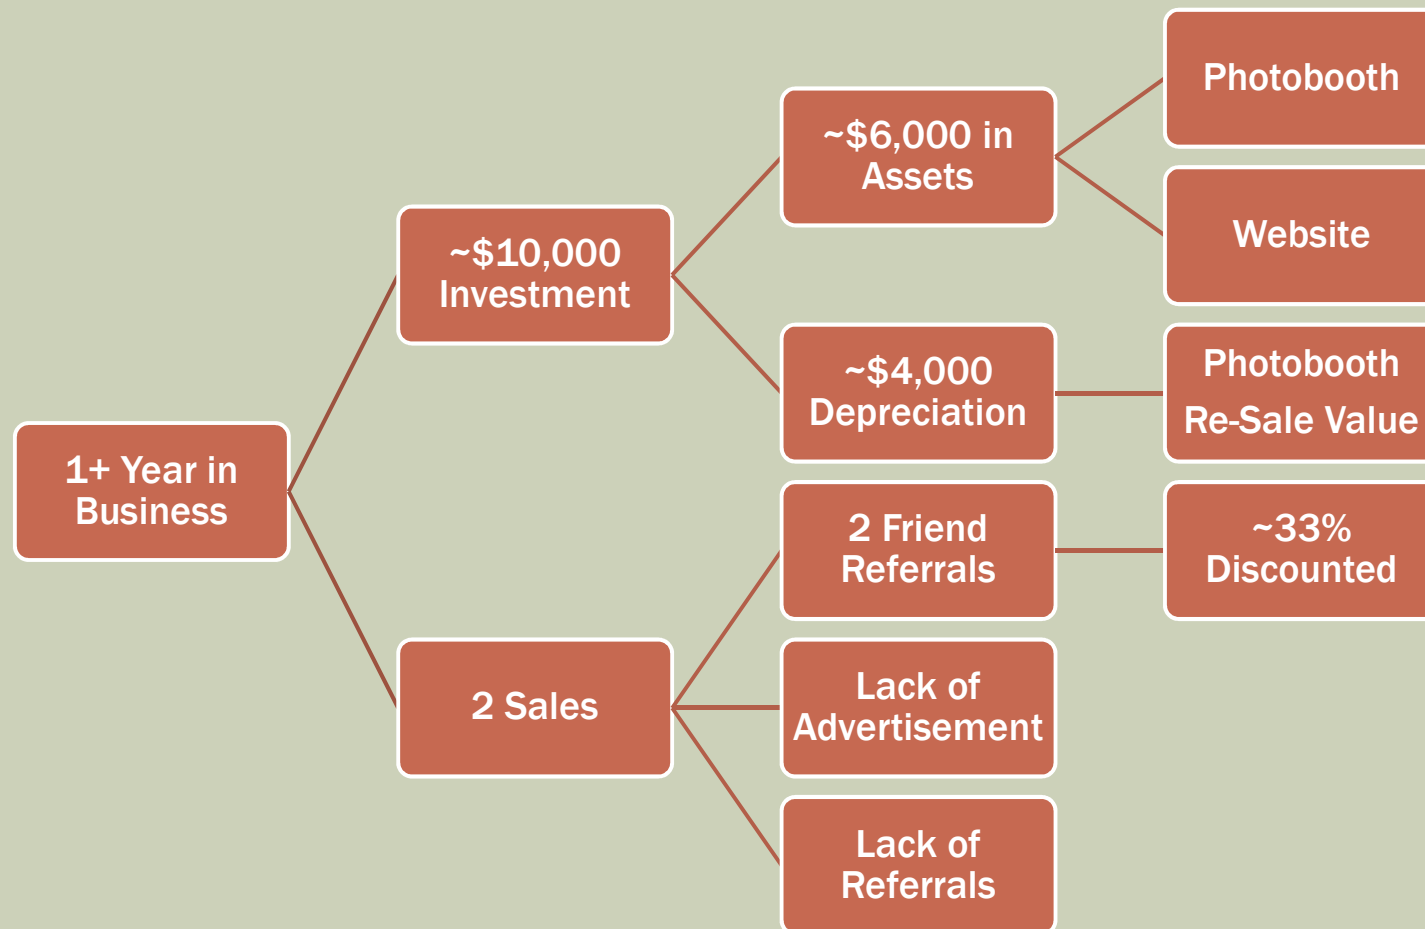 1+ Year in
Business
~$10,000
Investment
~$6,000 in
Assets
Photobooth
Website
~$4,000
Depreciation
Photobooth
Re-Sale Value
2 Sales
2 Friend
Referrals
~33%
Discounted
Lack of
Advertisement
Lack of
Referrals